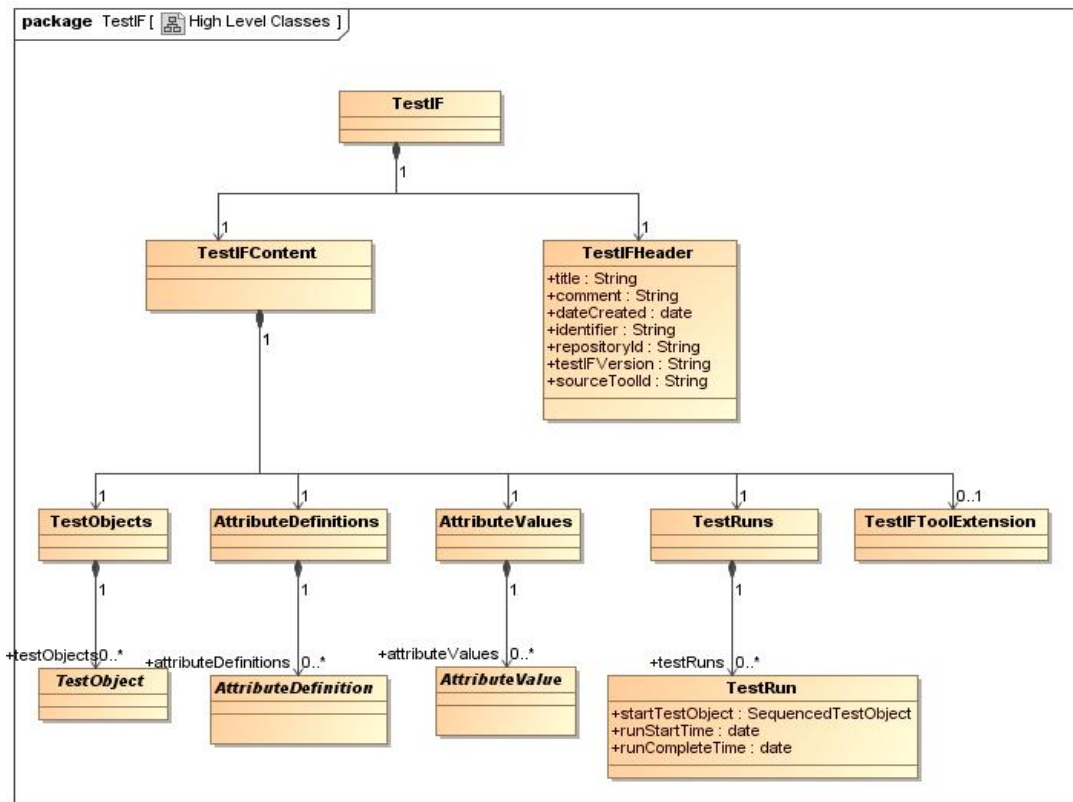 package TestIF [ High Level Classes ]
TestIF
1
1
1
TestIFContent
TestIFHeader
+title : String
+comment : String
+dateCreated : date
+identifier : String
+repositoryId : String
+testIFVersion : String
+sourceToolId : String
1
1
1
1
1
0..1
TestObjects
AttributeDefinitions
AttributeValues
TestRuns
TestIFToolExtension
1
1
1
1
+testObjects 0..*
+attributeDefinitions 0..*
+attributeValues 0..*
+testRuns 0..*
TestObject
AttributeDefinition
AttributeValue
TestRun
+startTestObject : SequencedTestObject
+runStartTime : date
+runCompleteTime : date